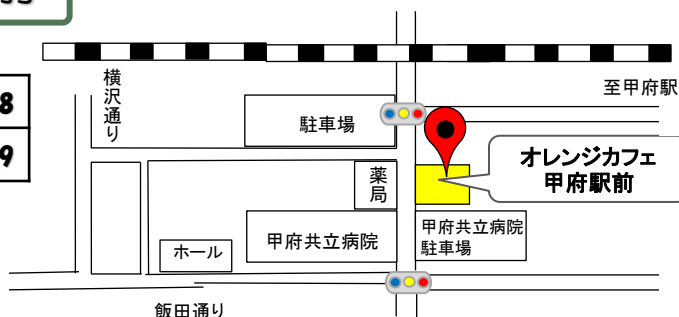 8
9
横沢通り
至甲府駅
駐車場
オレンジカフェ
甲府駅前
薬局
甲府共立病院
甲府共立病院
駐車場
ホール
飯田通り